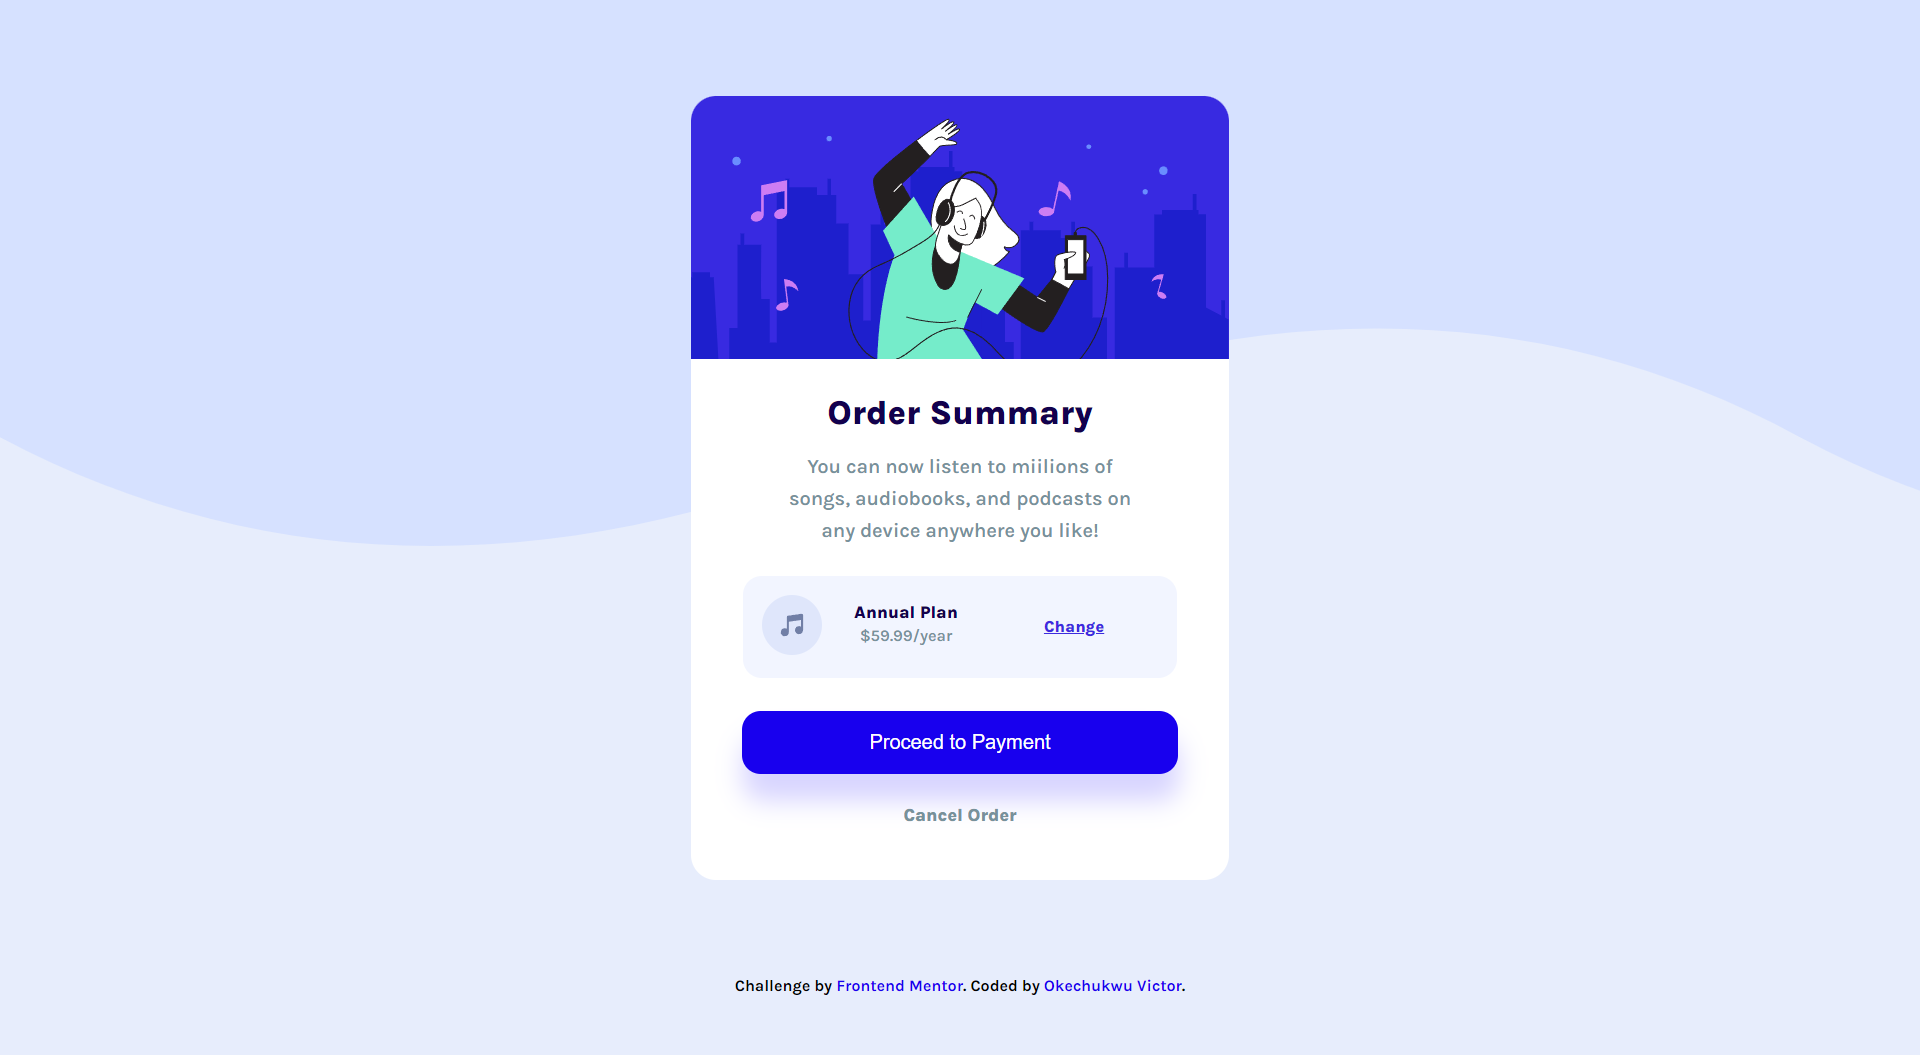 Order Summary
You can now listen to miilions of
songs, audiobooks, and podcasts on
any device anywhere you like!
Annual Plan
$59.99/year
Change
Proceed to Payment
Cancel Order
Challenge by Frontend Mentor. Coded by Okechukwu Victor.